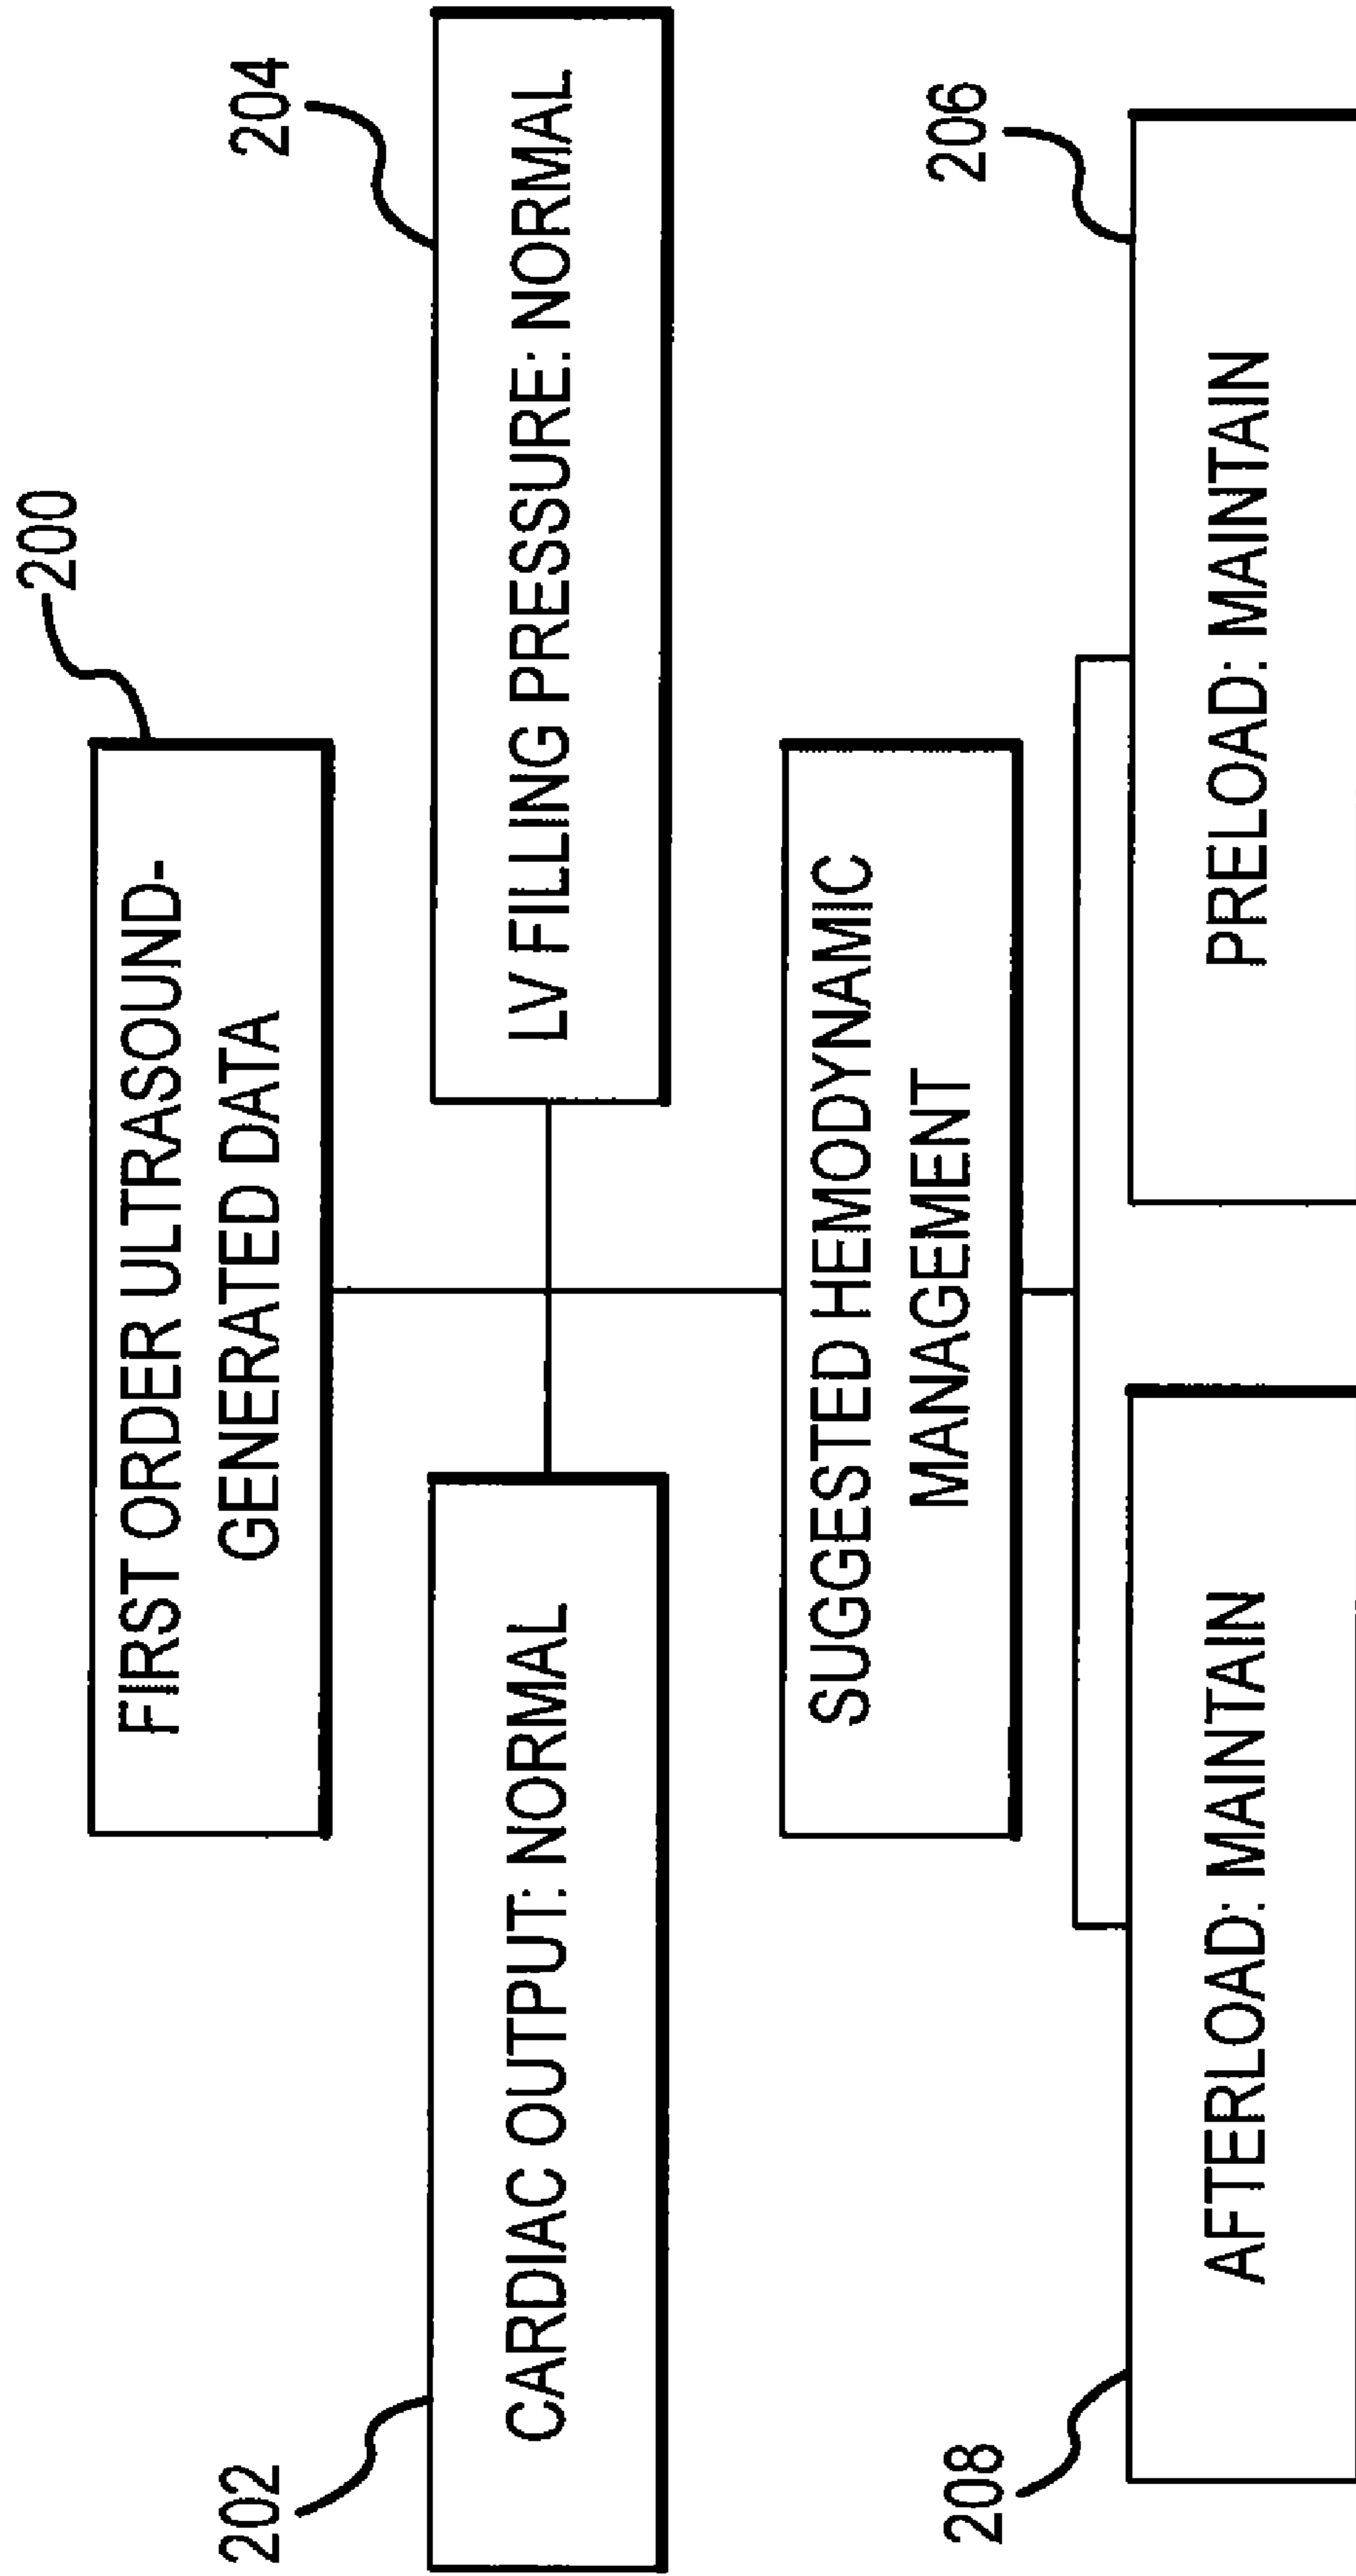 200
FIRST ORDER ULTRASOUND-
GENERATED DATA
202
CARDIAC OUTPUT: NORMAL
204
LV FILLING PRESSURE: NORMAL
SUGGESTED HEMODYNAMIC
MANAGEMENT
208
AFTERLOAD: MAINTAIN
206
PRELOAD: MAINTAIN